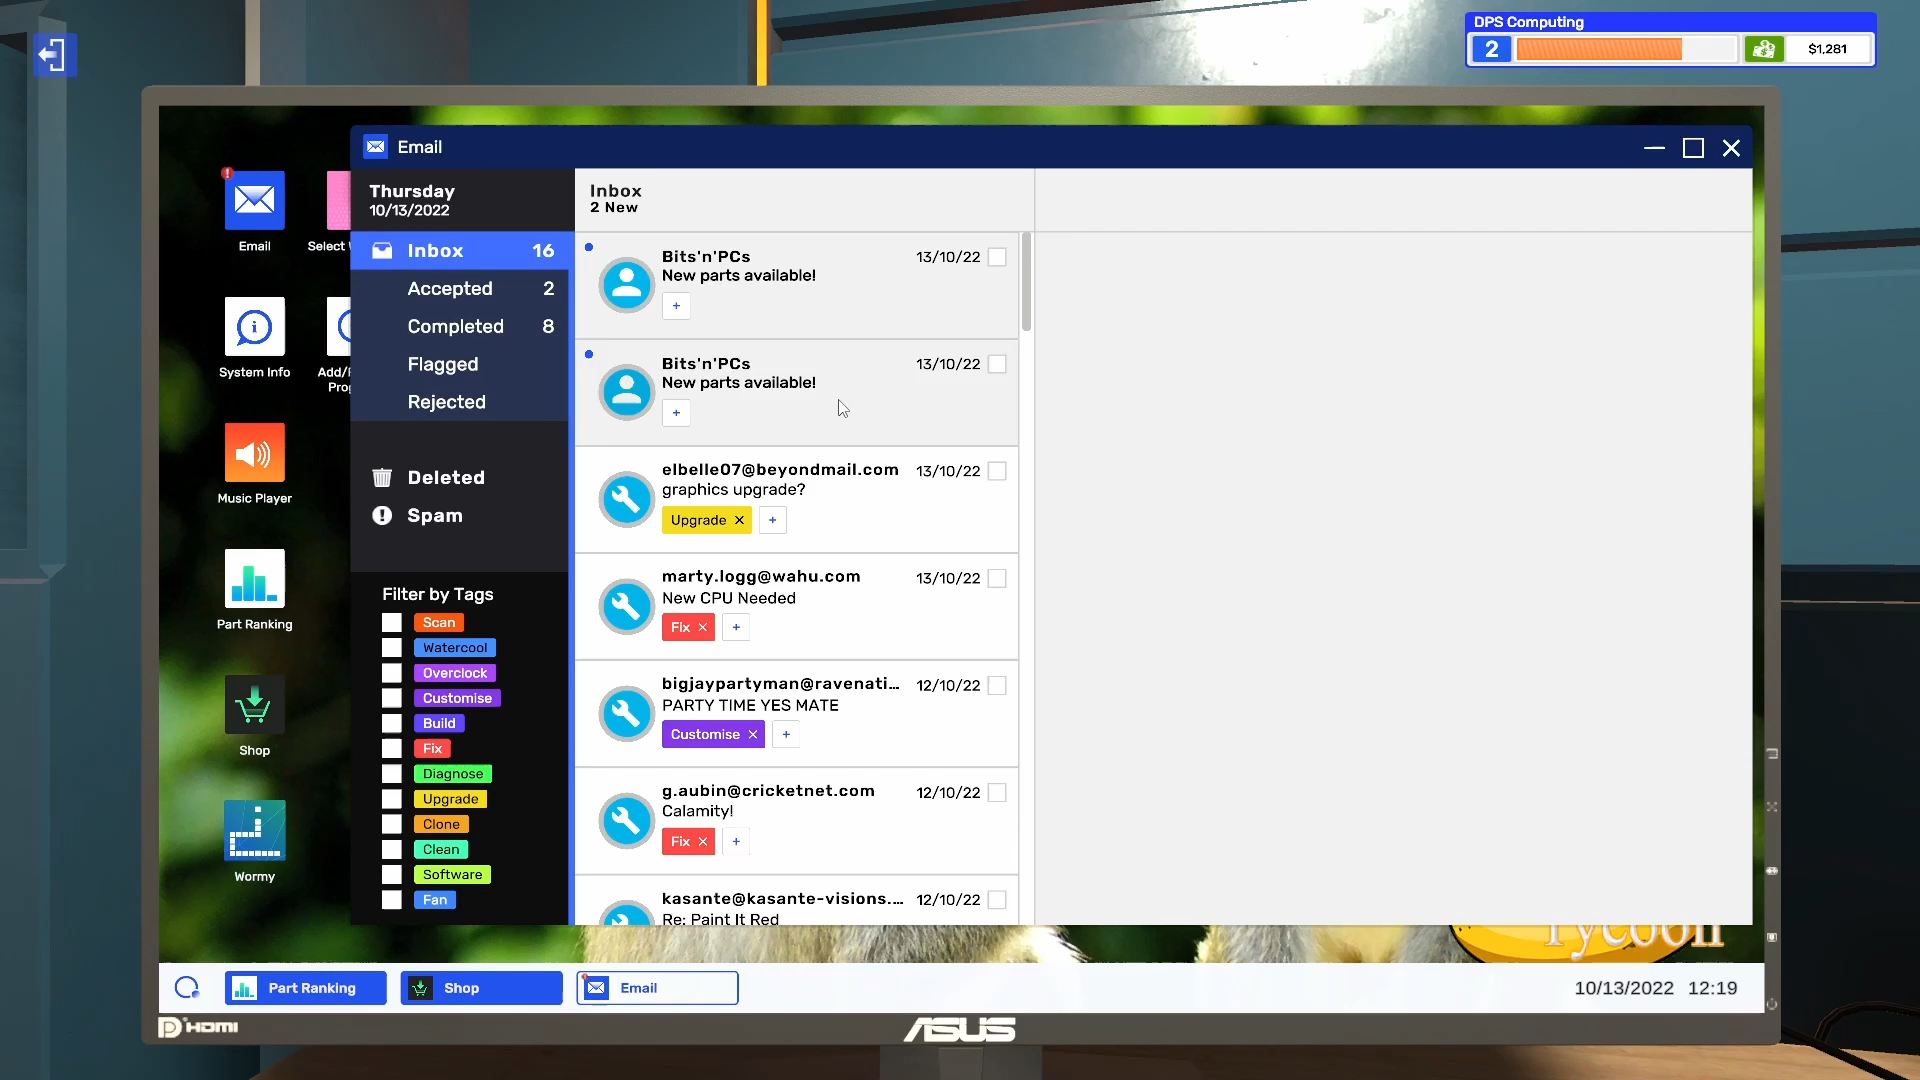 DPS Computing
2
$1,281
Email
Thursday
10/13/2022
Inbox 16
Accepted 2
Completed 8
Flagged
Rejected
Deleted
Spam
Filter by Tags
Scan
Watercool
Overclock
Customise
Build
Fix
Diagnose
Upgrade
Clone
Clean
Software
Fan
Inbox
2 New
Bits'n'PCs 13/10/22
New parts available!
+
Bits'n'PCs 13/10/22
New parts available!
+
elbelle07@beyondmail.com 13/10/22
graphics upgrade?
Upgrade × +
marty.logg@wahu.com 13/10/22
New CPU Needed
Fix × +
bigjaypartyman@ravenati... 12/10/22
PARTY TIME YES MATE
Customise × +
g.aubin@cricketnet.com 12/10/22
Calamity!
Fix × +
kasante@kasante-visions.... 12/10/22
Re: Paint It Red
Email
Select
System Info
Add/
Music Player
Part Ranking
Shop
Wormy
Tycoon
Part Ranking
Shop
Email
10/13/2022 12:19
HDMI
ASUS